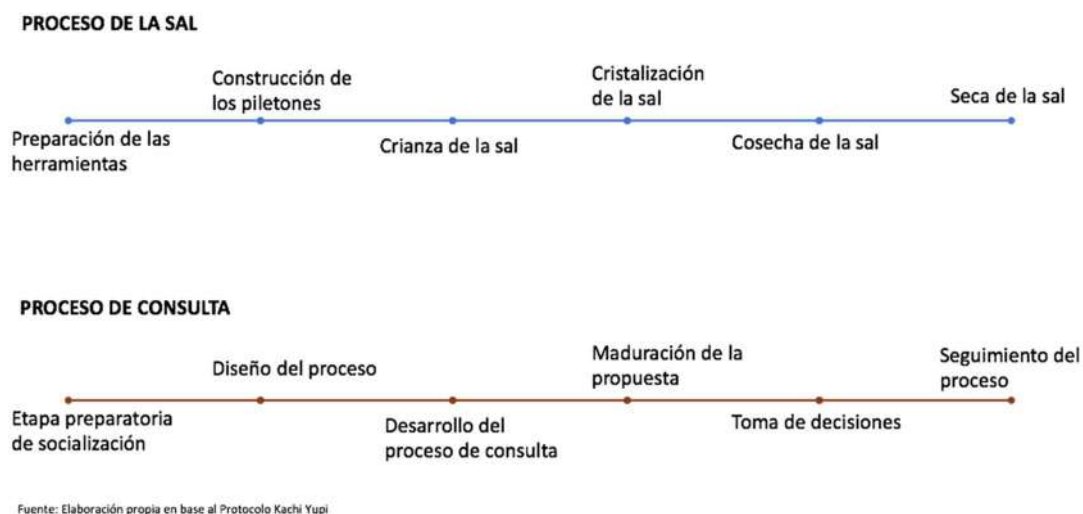 PROCESO DE LA SAL
Construcción de
los piletones
Cristalización
de la sal
Seca de la sal
Preparación de las
herramientas
Crianza de la sal
Cosecha de la sal
PROCESO DE CONSULTA
Diseño del proceso
Maduración de la
propuesta
Seguimiento del
proceso
Etapa preparatoria
de socialización
Desarrollo del
proceso de consulta
Toma de decisiones
Fuente: Elaboración propia en base al Protocolo Kachi Yupi